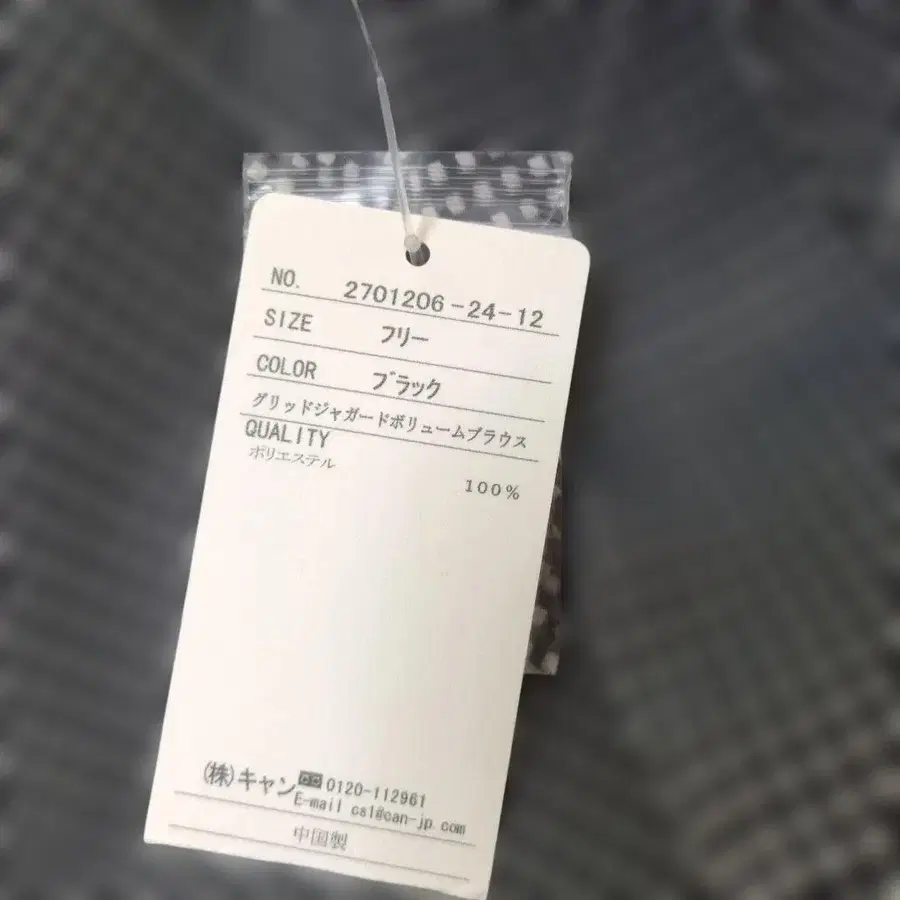 NO. 2701206-24-12
SIZE フリー
COLOR ブラック
グリッドジャガードボリュームブラウス
QUALITY
ポリエステル
100%
(株)キャン 0120-112961
E-mail cs1@can-jp.com
中国製